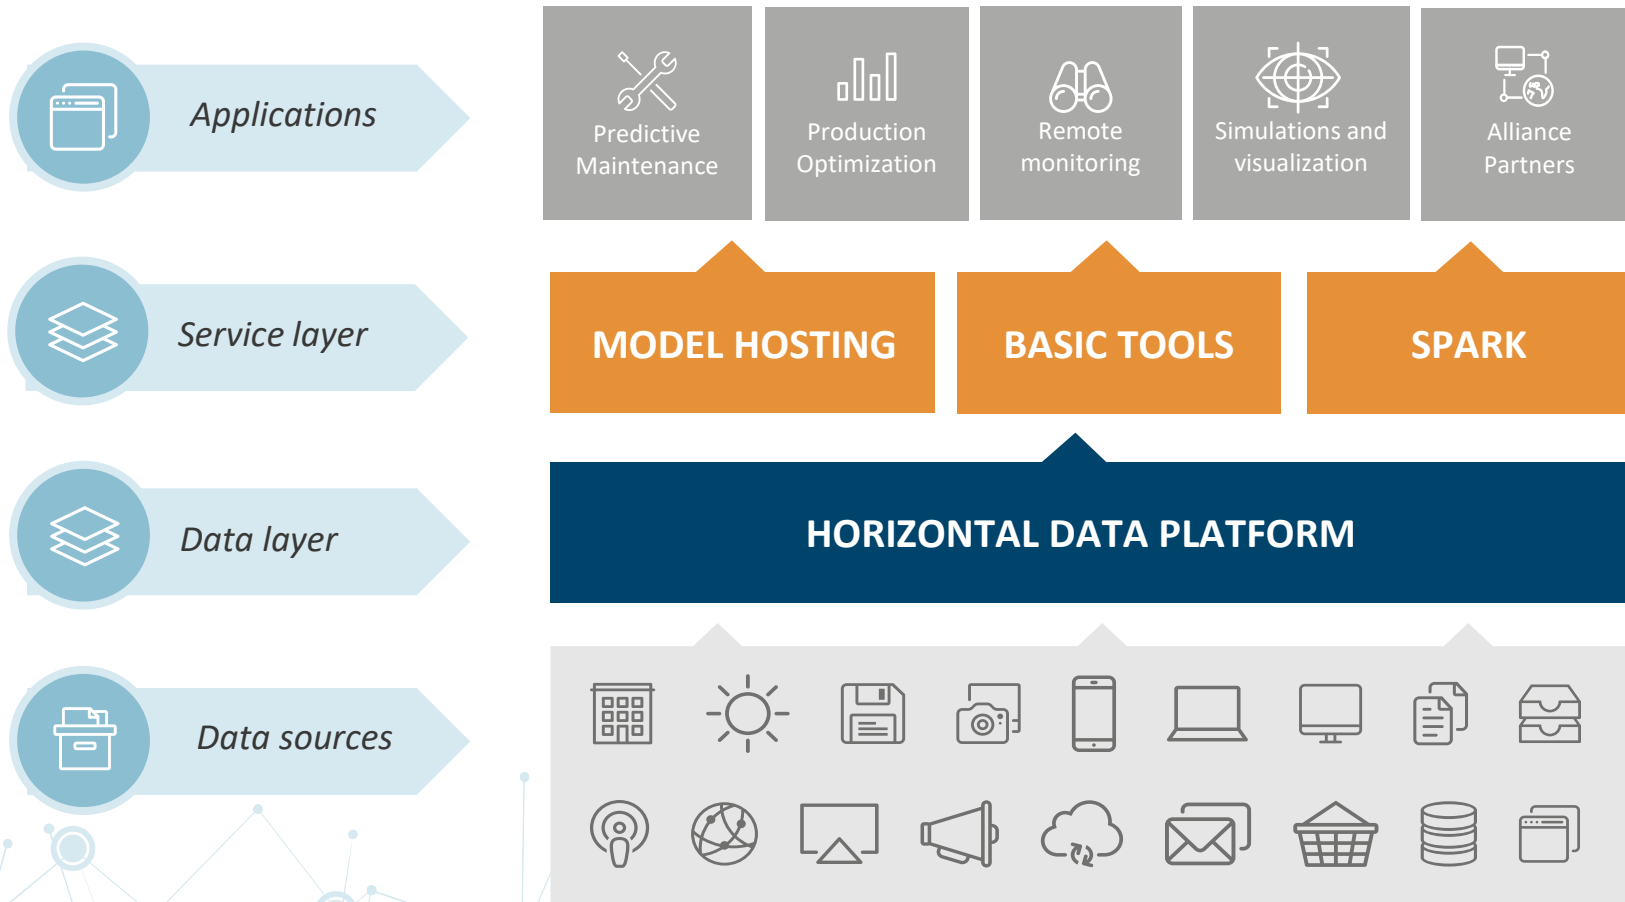 Applications
Predictive
Maintenance
Production
Optimization
Remote
monitoring
Simulations and
visualization
Alliance
Partners
Service layer
MODEL HOSTING
BASIC TOOLS
SPARK
Data layer
HORIZONTAL DATA PLATFORM
Data sources